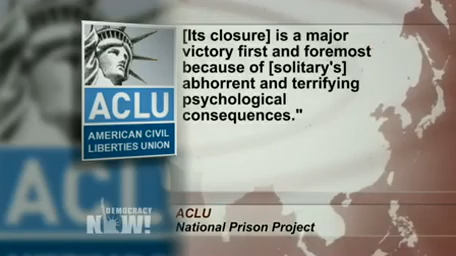 [Its closure] is a major
victory first and foremost
because of [solitary's]
abhorrent and terrifying
psychological
consequences."
ACLU
AMERICAN CIVIL
LIBERTIES UNION
ACLU
DEMOCRACY
NOW!
ACLU
National Prison Project